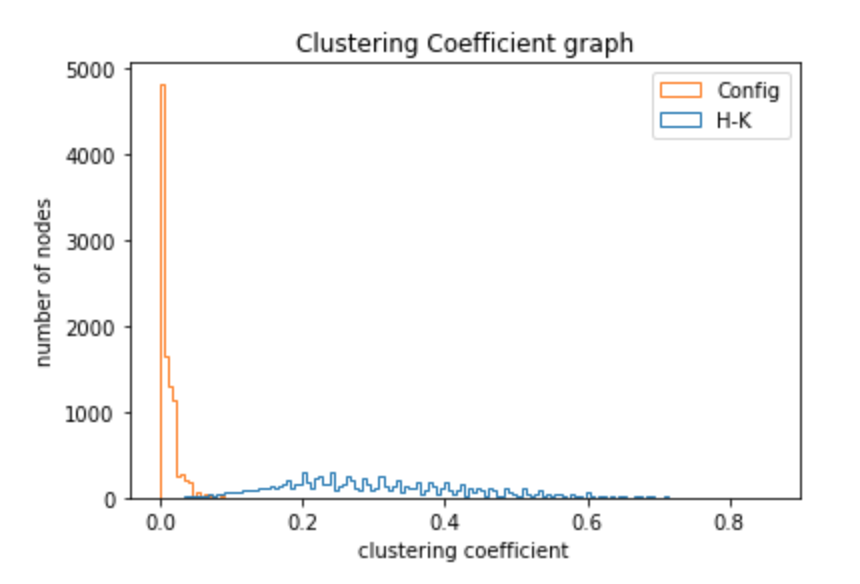 Clustering Coefficient graph
Config
H-K
number of nodes
5000
4000
3000
2000
1000
0
0.0 0.2 0.4 0.6 0.8
clustering coefficient